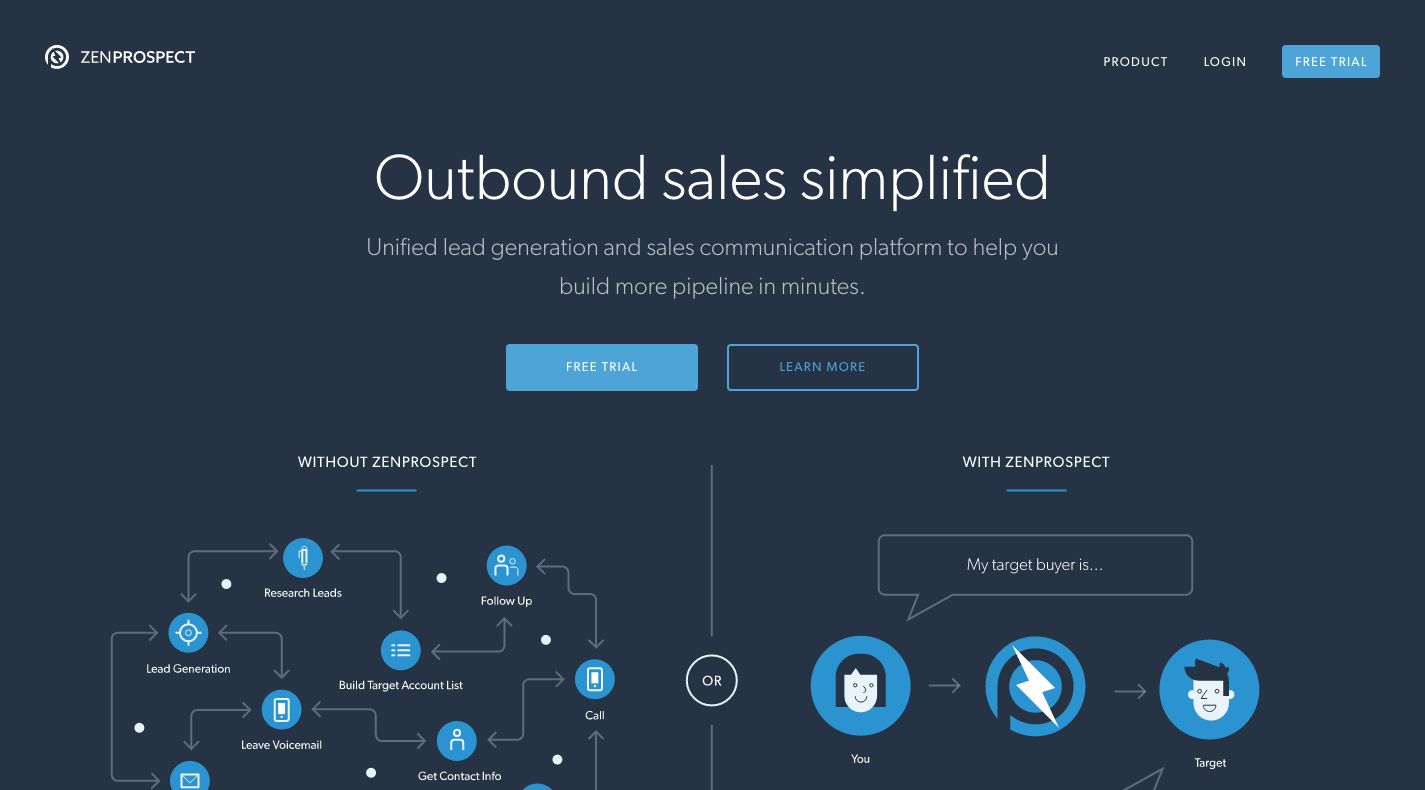 ZENPROSPECT
PRODUCT
LOGIN
FREE TRIAL
Outbound sales simplified
Unified lead generation and sales communication platform to help you
build more pipeline in minutes.
FREE TRIAL
LEARN MORE
WITHOUT ZENPROSPECT
Research Leads
Follow Up
Lead Generation
Build Target Account List
Call
Leave Voicemail
Get Contact Info
OR
WITH ZENPROSPECT
My target buyer is...
You
Target